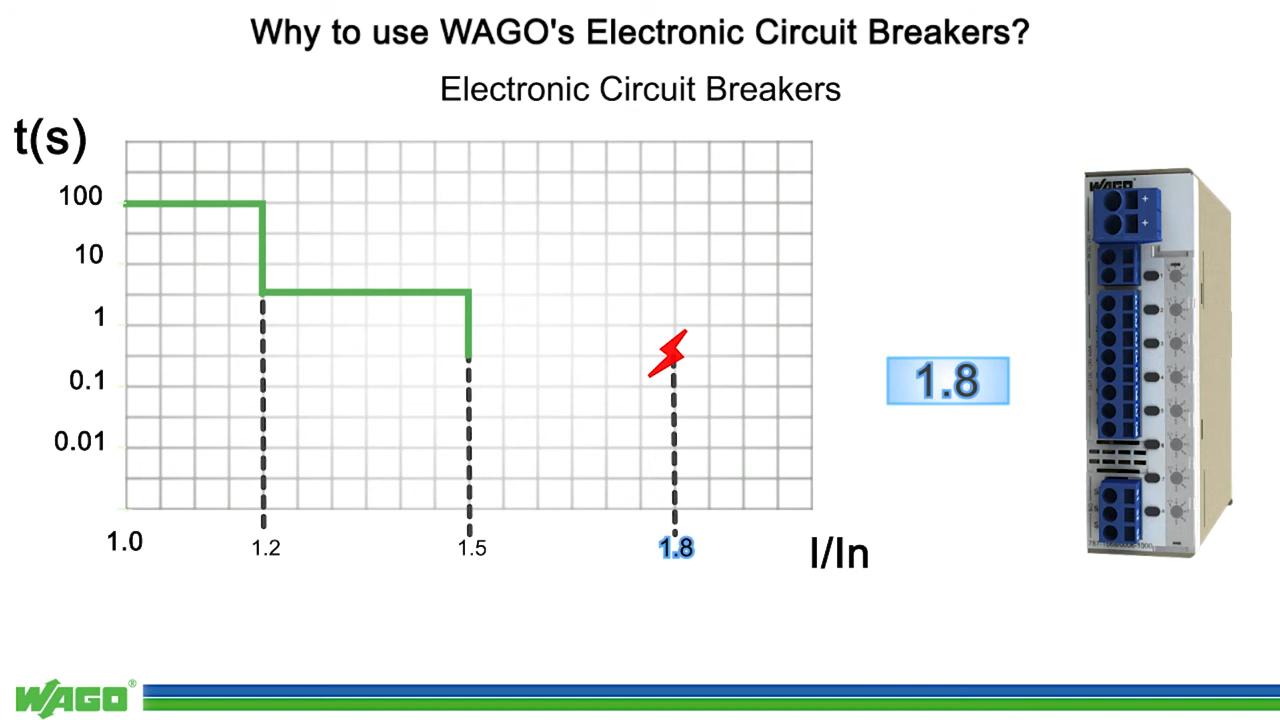 Why to use WAGO's Electronic Circuit Breakers?
Electronic Circuit Breakers
t(s)
100
10
1
0.1
0.01
1.0
1.2
1.5
1.8
I/In
1.8
WAGO
WAGO®